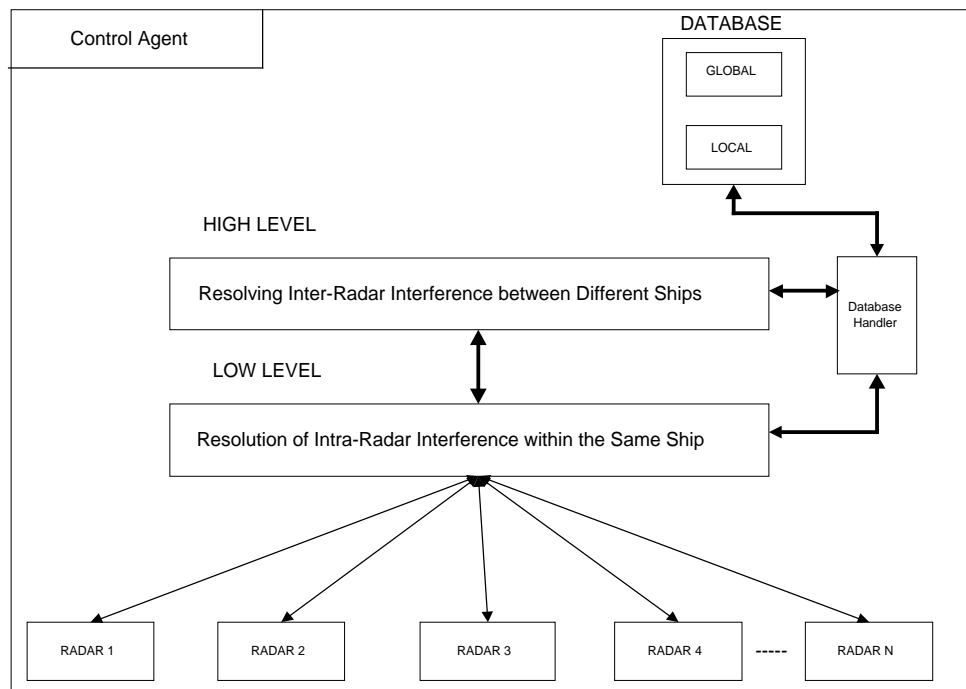 Control Agent
DATABASE
GLOBAL
LOCAL
HIGH LEVEL
Resolving Inter-Radar Interference between Different Ships
Database
Handler
LOW LEVEL
Resolution of Intra-Radar Interference within the Same Ship
RADAR 1
RADAR 2
RADAR 3
RADAR 4
-----
RADAR N